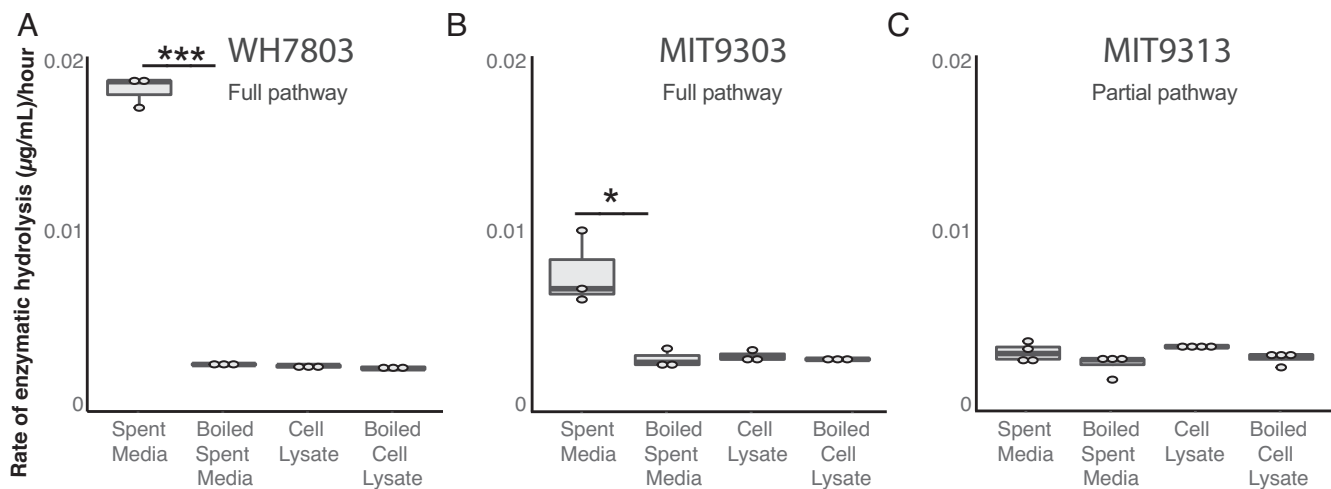 A
WH7803
Full pathway
***
Rate of enzymatic hydrolysis (µg/mL)/hour
0.02
0.01
0
Spent
Media
Boiled
Spent
Media
Cell
Lysate
Boiled
Cell
Lysate
B
MIT9303
Full pathway
*
0.02
0.01
0
Spent
Media
Boiled
Spent
Media
Cell
Lysate
Boiled
Cell
Lysate
C
MIT9313
Partial pathway
0.02
0.01
0
Spent
Media
Boiled
Spent
Media
Cell
Lysate
Boiled
Cell
Lysate